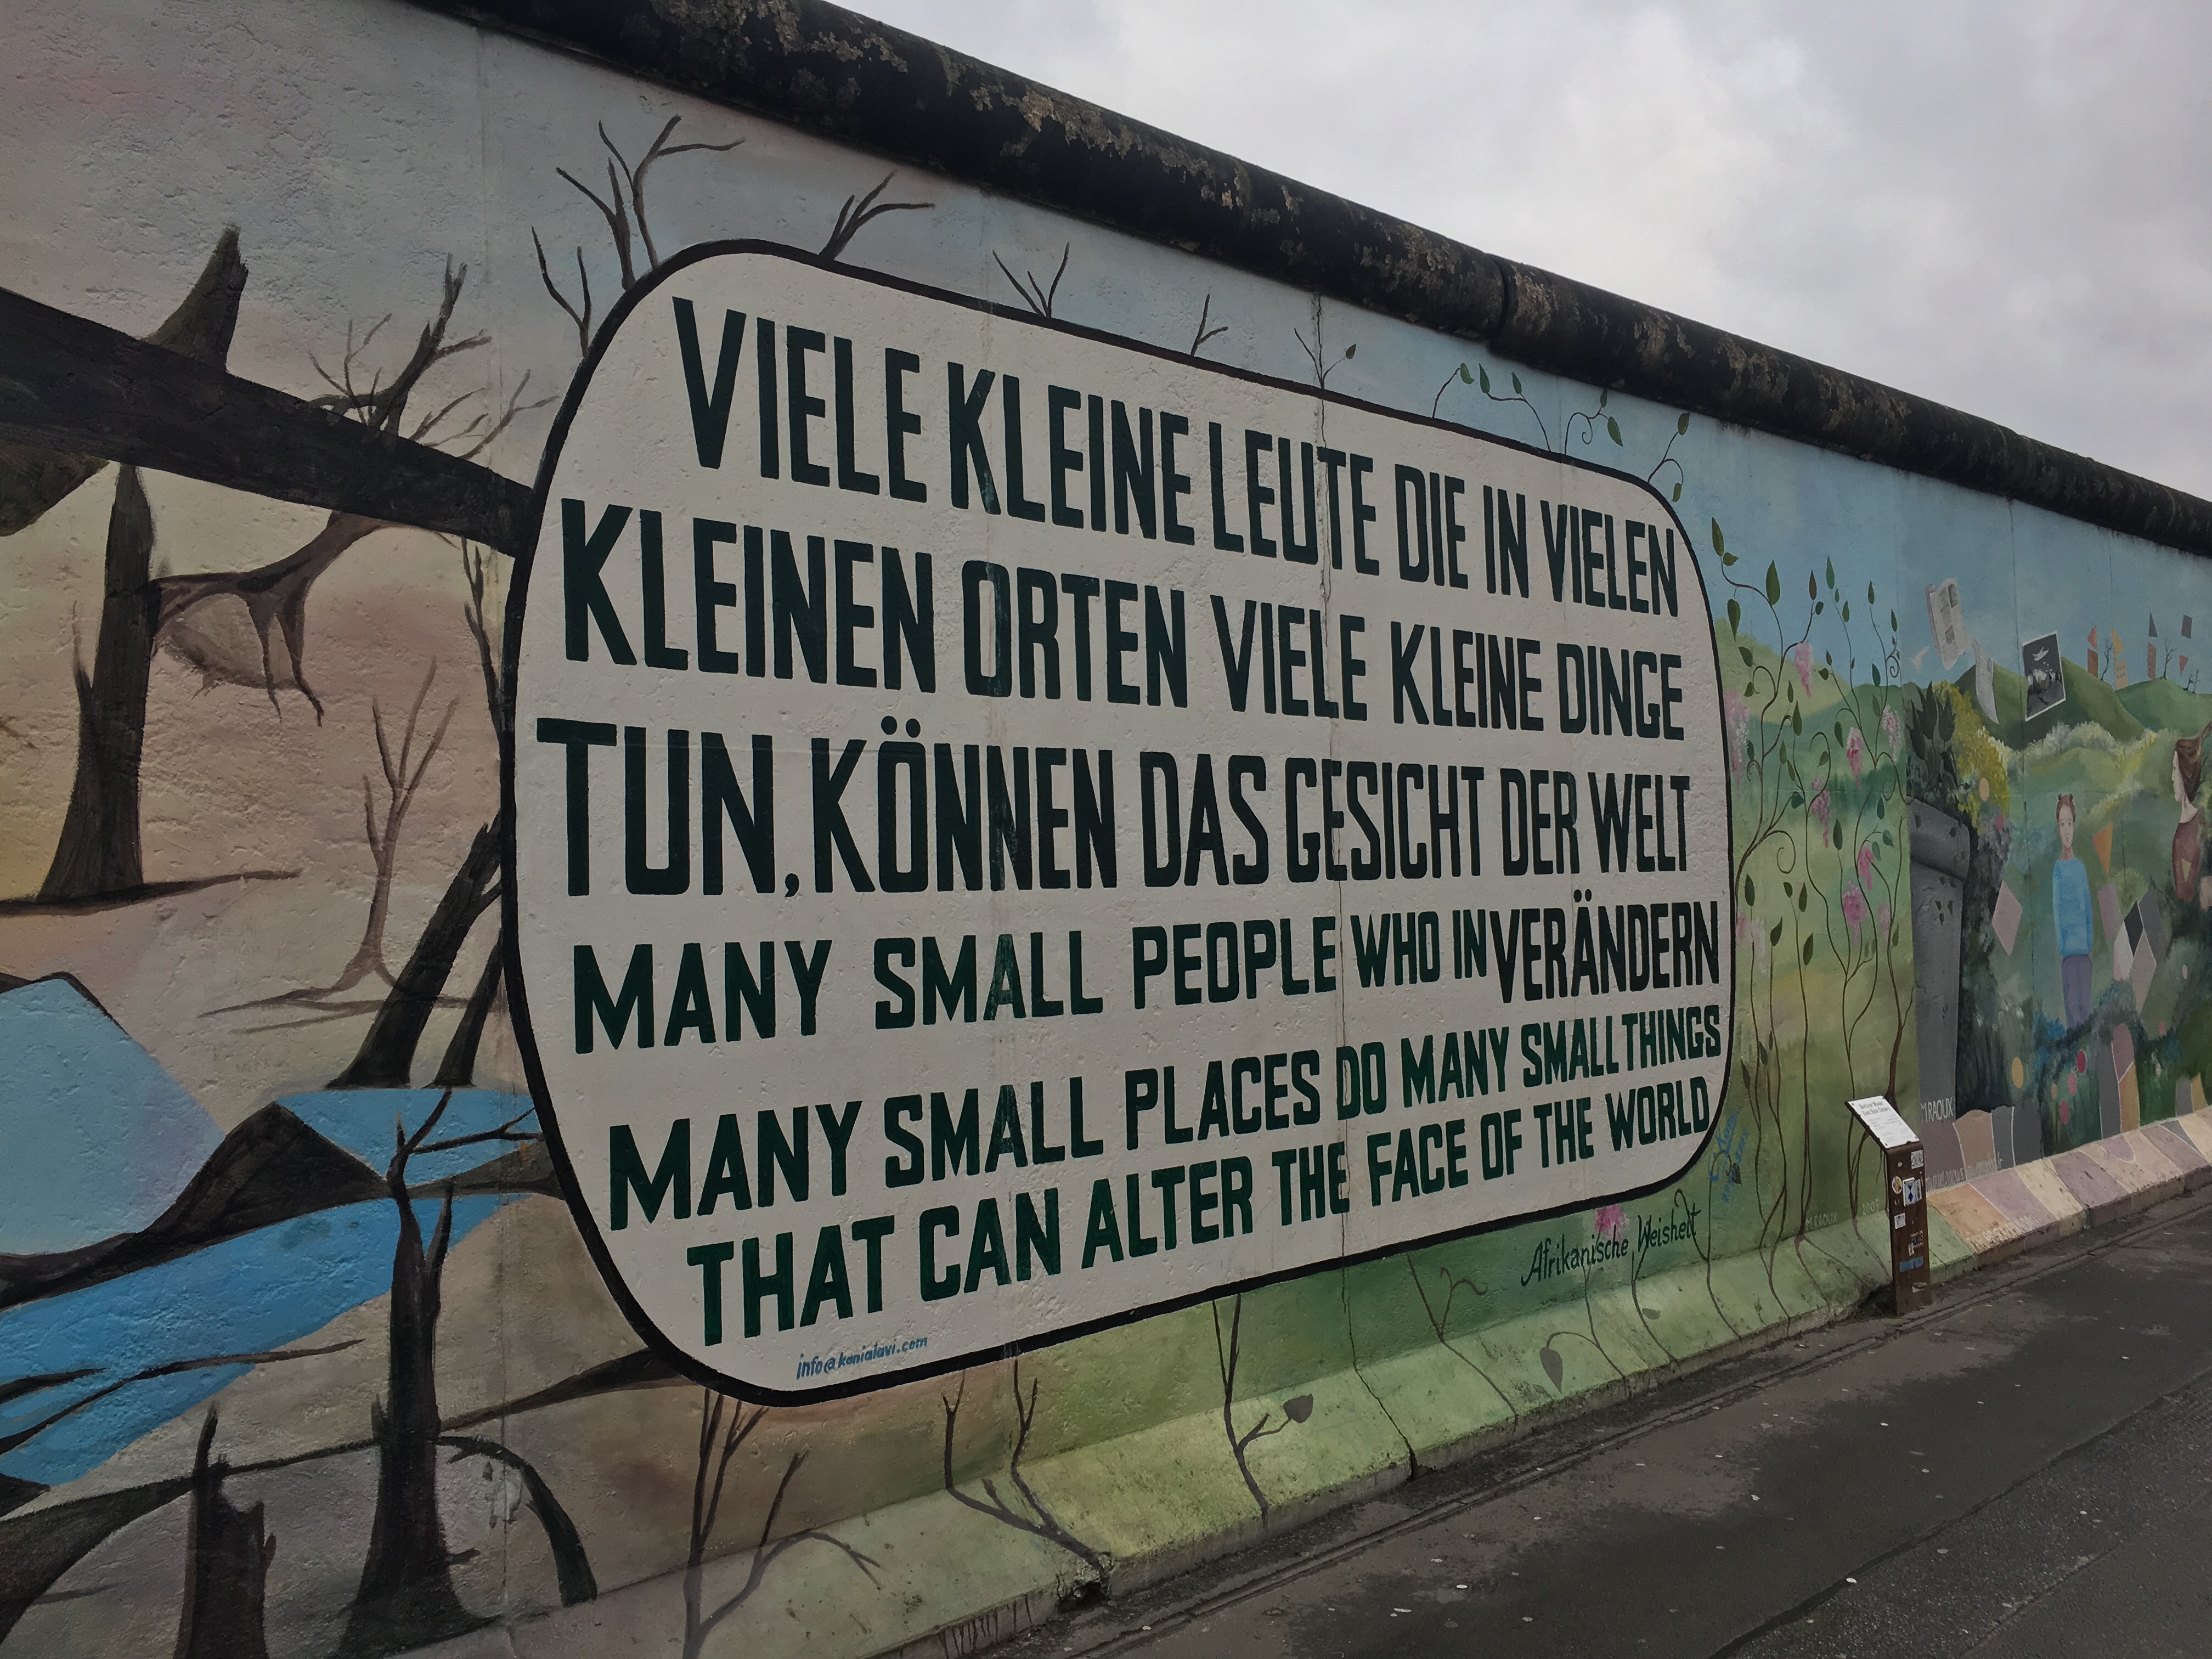 VIELE KLEINE LEUTE DIE IN VIELEN
KLEINEN ORTEN VIELE KLEINE DINGE
TUN, KÖNNEN DAS GESICHT DER WELT
VERÄNDERN
MANY SMALL PEOPLE WHO IN
MANY SMALL PLACES DO MANY SMALL THINGS
THAT CAN ALTER THE FACE OF THE WORLD
info@kanialavi.com
Afrikanische Weisheit
M.RAOUX